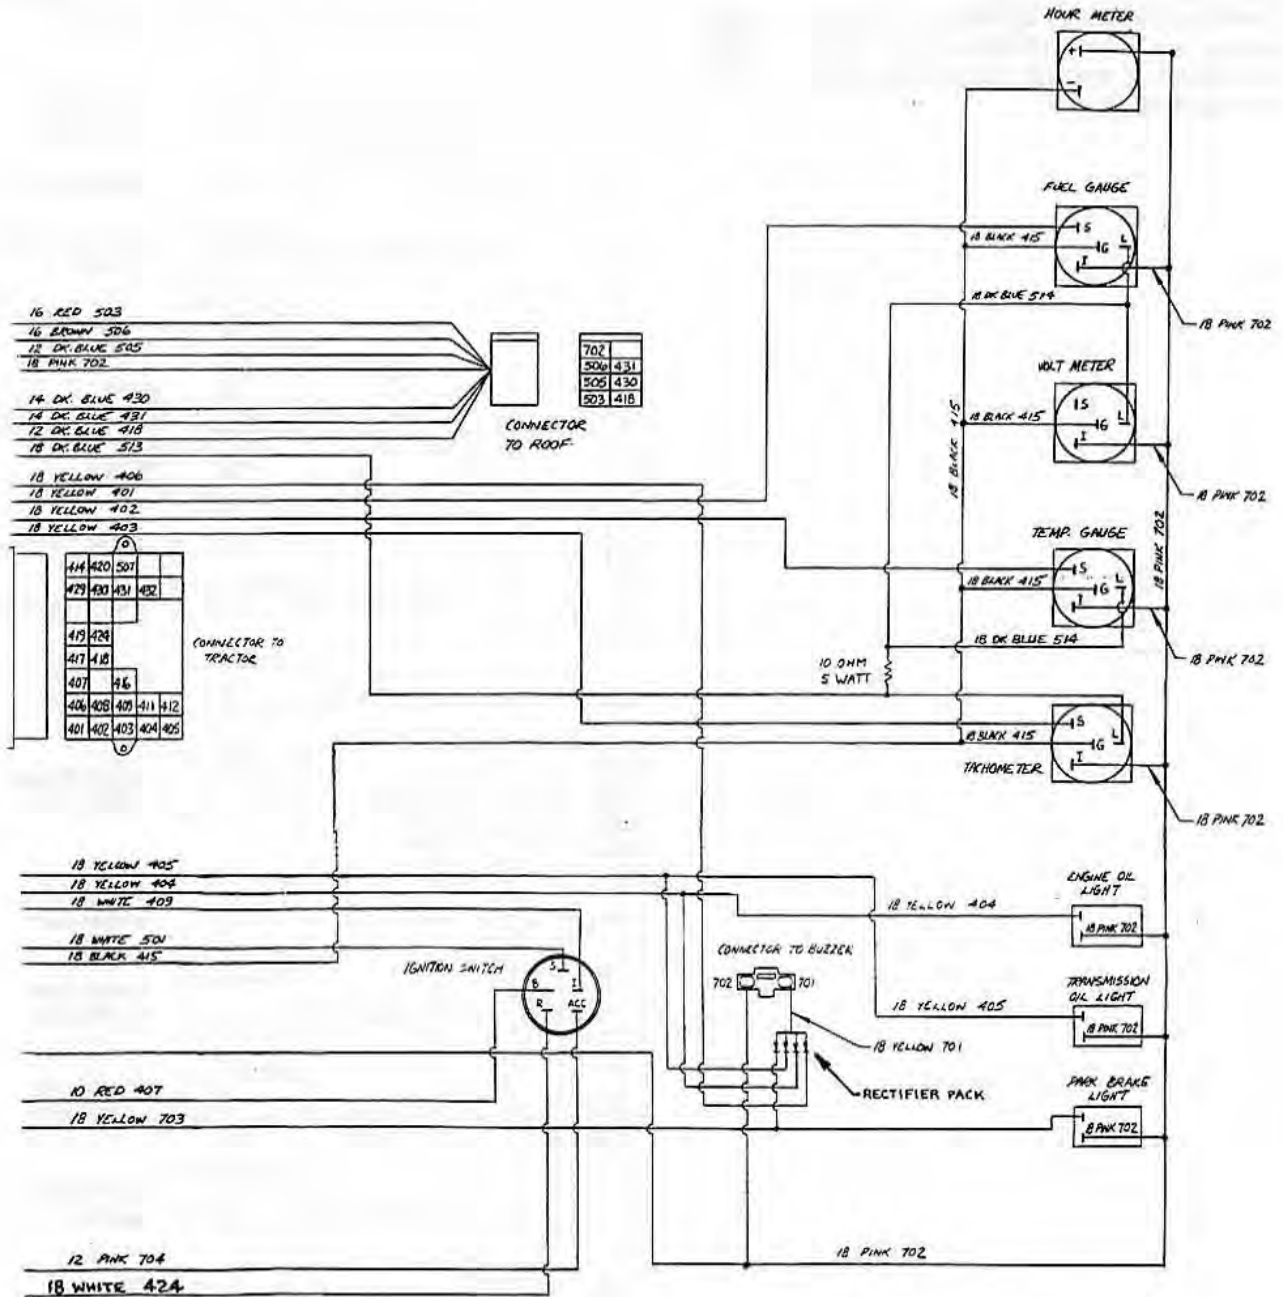 HOUR METER
+
-
FUEL GAUGE
S
18 BLACK 415
G
L
I
18 DK BLUE 514
18 PINK 702
16 RED 503
16 BROWN 506
12 DK. BLUE 505
18 PINK 702
702
506 431
505 430
503 418
VOLT METER
14 DK. BLUE 430
14 DK. BLUE 431
12 DK. BLUE 418
18 DK. BLUE 513
CONNECTOR
TO ROOF
S
18 BLACK 415
G
L
I
18 BLACK 415
18 YELLOW 406
18 YELLOW 401
18 YELLOW 402
18 YELLOW 403
18 PINK 702
TEMP. GAUGE
18 PINK 702
S
18 BLACK 415
G
L
I
414 420 507
429 430 431 432
419 424
417 418
407 416
406 408 409 411 412
401 402 403 404 405
CONNECTOR TO
TRACTOR
18 DK BLUE 514
18 PINK 702
10 OHM
5 WATT
S
18 BLACK 415
G
L
I
TACHOMETER
18 PINK 702
18 YELLOW 405
18 YELLOW 404
18 WHITE 409
ENGINE OIL
LIGHT
18 YELLOW 404
18 PINK 702
18 WHITE 501
18 BLACK 415
IGNITION SWITCH
S
B
I
R
ACC
CONNECTOR TO BUZZER
702
701
TRANSMISSION
OIL LIGHT
18 YELLOW 405
18 PINK 702
18 YELLOW 701
RECTIFIER PACK
10 RED 407
18 YELLOW 703
PARK BRAKE
LIGHT
18 PINK 702
12 PINK 704
18 WHITE 424
18 PINK 702